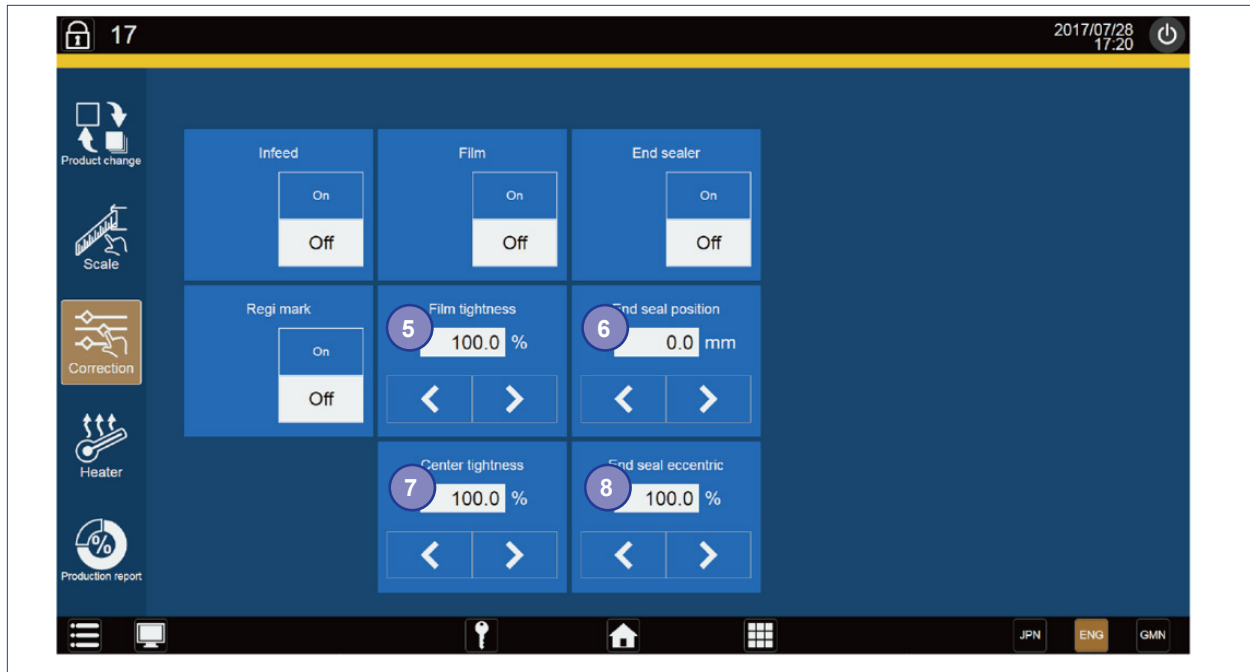 17
2017/07/28
17:20
Product change
Scale
Correction
Heater
Production report
Infeed
On
Off
Film
On
Off
End sealer
On
Off
Regi mark
On
Off
Film tightness
5
100.0 %
End seal position
6
0.0 mm
Center tightness
7
100.0 %
End seal eccentric
8
100.0 %
JPN
ENG
GMN